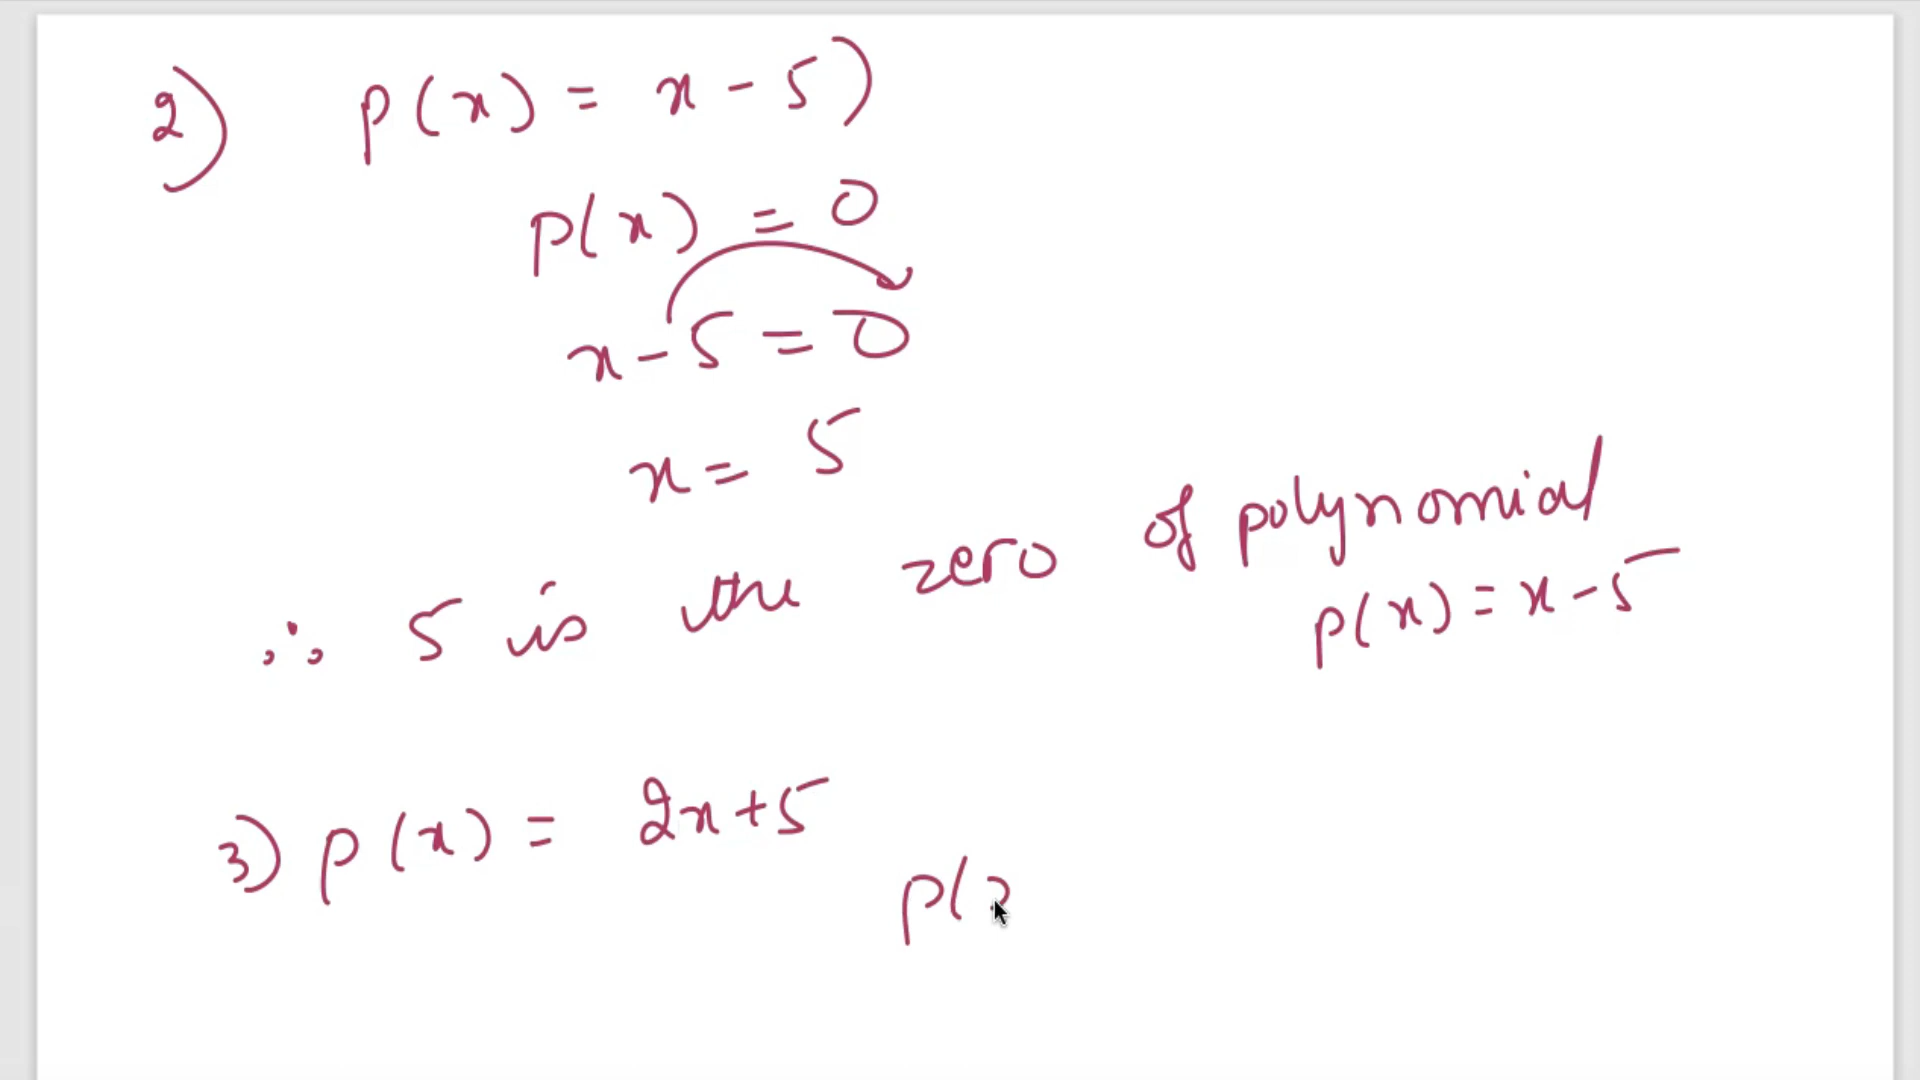 2) p(x) = x - 5)
p(x) = 0
x - 5 = 0
x = 5
∴ 5 is the zero of polynomial
p(x) = x - 5
3) p(x) = 2x + 5
p(